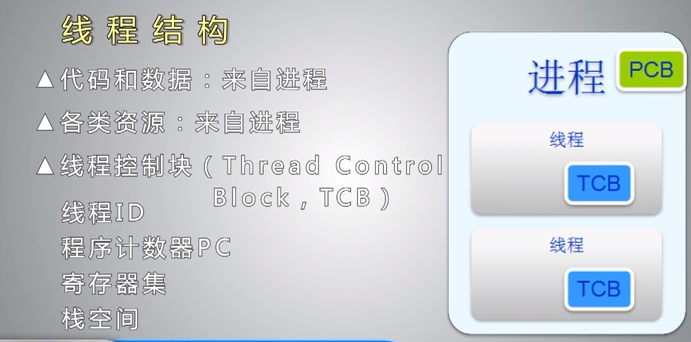 线程结构
▲代码和数据：来自进程
▲各类资源：来自进程
▲线程控制块（Thread Control
Block，TCB）
线程ID
程序计数器PC
寄存器集
栈空间
进程
PCB
线程
TCB
线程
TCB